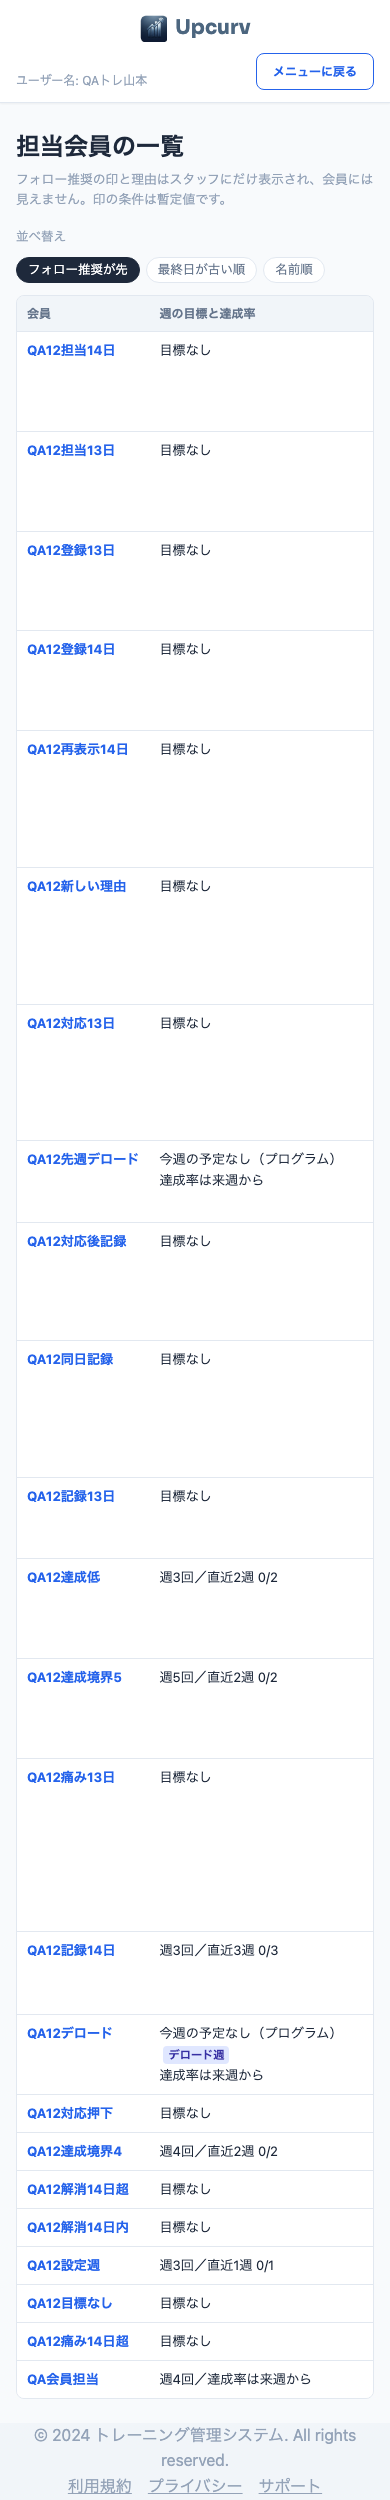 Upcurv
ユーザー名: QAトレ山本
メニューに戻る
担当会員の一覧
フォロー推奨の印と理由はスタッフにだけ表示され、会員には
見えません。印の条件は暫定値です。
並べ替え
フォロー推奨が先 最終日が古い順 名前順
会員 週の目標と達成率
QA12担当14日 目標なし
QA12担当13日 目標なし
QA12登録13日 目標なし
QA12登録14日 目標なし
QA12再表示14日 目標なし
QA12新しい理由 目標なし
QA12対応13日 目標なし
QA12先週デロード 今週の予定なし（プログラム）
達成率は来週から
QA12対応後記録 目標なし
QA12同日記録 目標なし
QA12記録13日 目標なし
QA12達成低 週3回／直近2週 0/2
QA12達成境界5 週5回／直近2週 0/2
QA12痛み13日 目標なし
QA12記録14日 週3回／直近3週 0/3
QA12デロード 今週の予定なし（プログラム）
デロード週
達成率は来週から
QA12対応押下 目標なし
QA12達成境界4 週4回／直近2週 0/2
QA12解消14日超 目標なし
QA12解消14日内 目標なし
QA12設定週 週3回／直近1週 0/1
QA12目標なし 目標なし
QA12痛み14日超 目標なし
QA会員担当 週4回／達成率は来週から
© 2024 トレーニング管理システム. All rights
reserved.
利用規約 プライバシー サポート